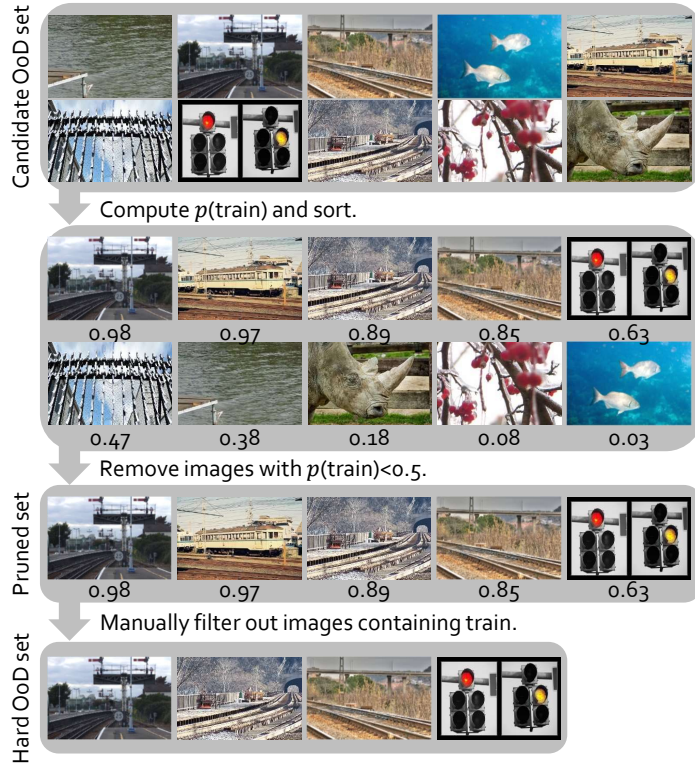 Candidate OoD set
Compute p(train) and sort.
0.98 0.97 0.89 0.85 0.63
0.47 0.38 0.18 0.08 0.03
Remove images with p(train)<0.5.
Pruned set
0.98 0.97 0.89 0.85 0.63
Manually filter out images containing train.
Hard OoD set